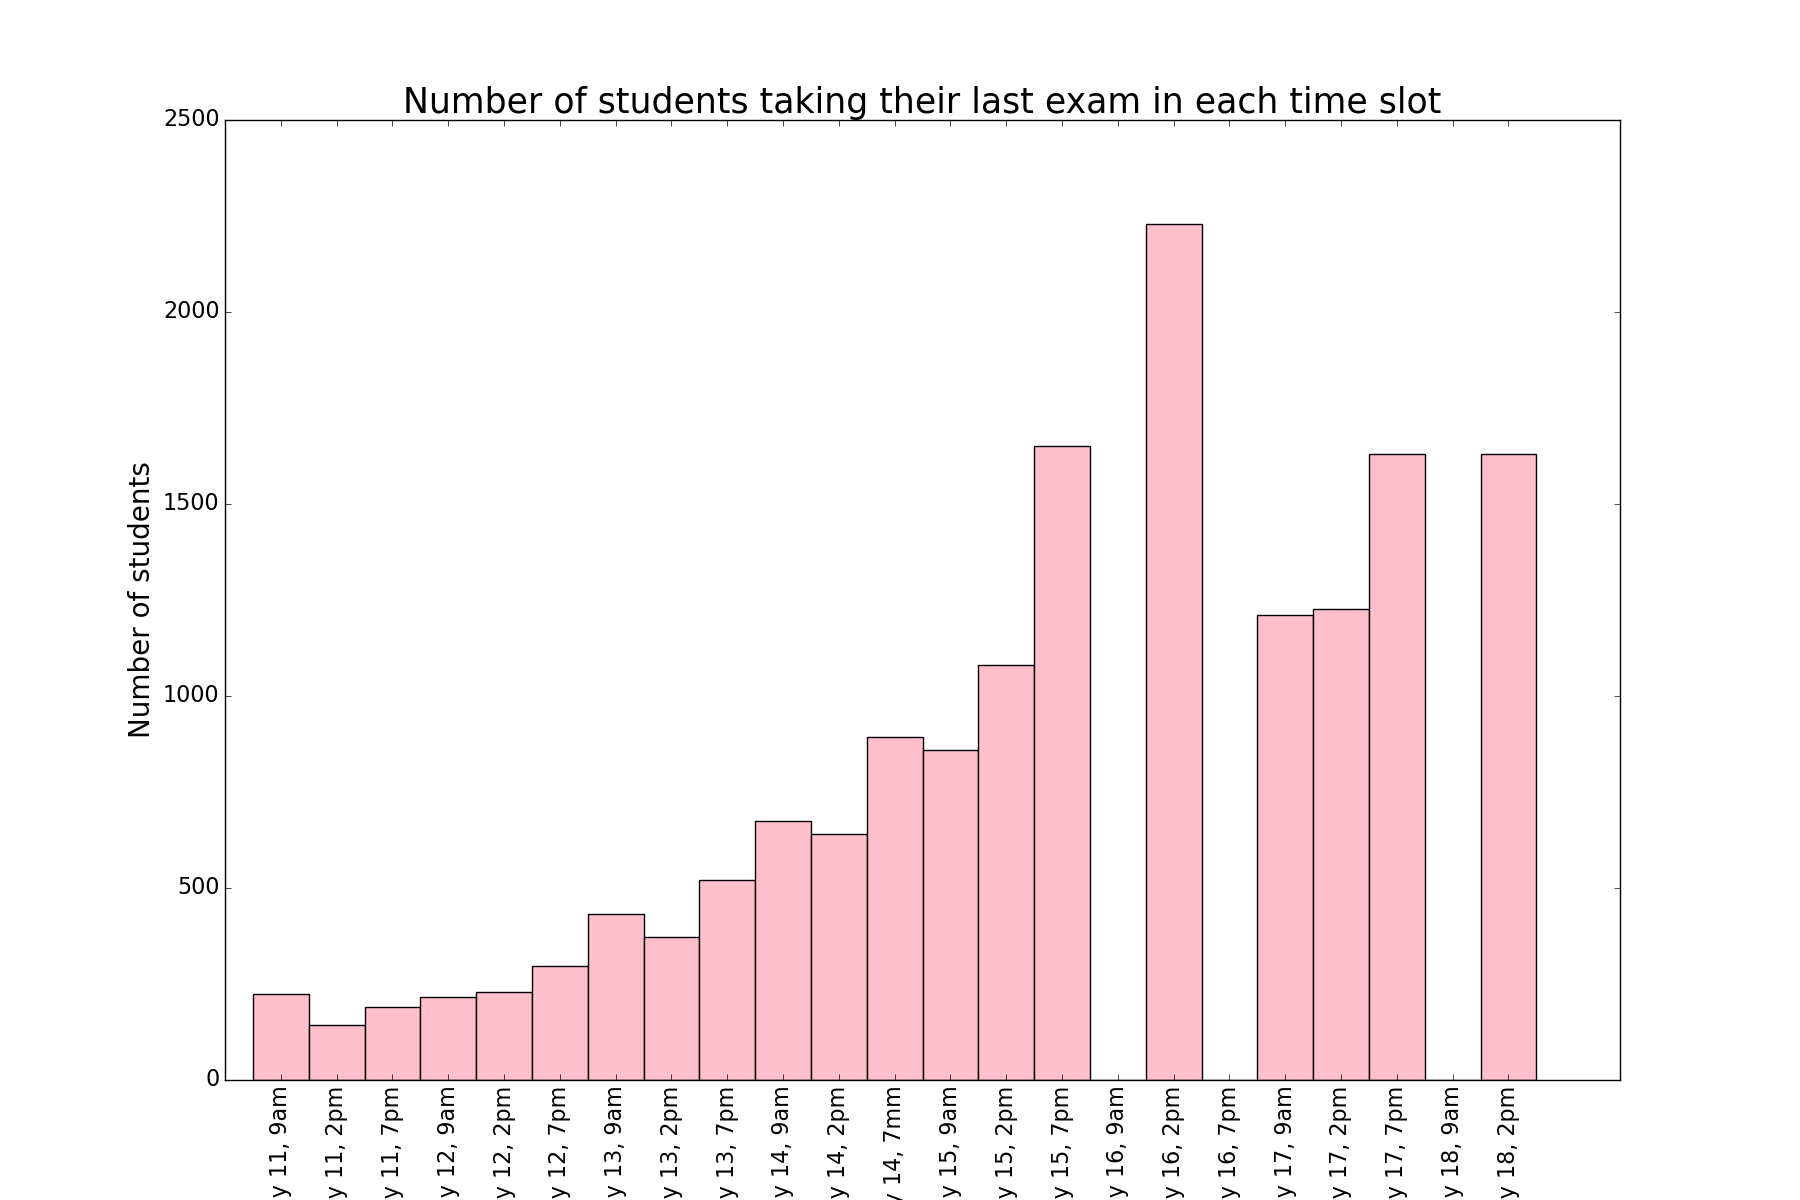 Number of students taking their last exam in each time slot
Number of students
2500
2000
1500
1000
500
0
y 11, 9am
y 11, 2pm
y 11, 7pm
y 12, 9am
y 12, 2pm
y 12, 7pm
y 13, 9am
y 13, 2pm
y 13, 7pm
y 14, 9am
y 14, 2pm
y 14, 7mm
y 15, 9am
y 15, 2pm
y 15, 7pm
y 16, 9am
y 16, 2pm
y 16, 7pm
y 17, 9am
y 17, 2pm
y 17, 7pm
y 18, 9am
y 18, 2pm